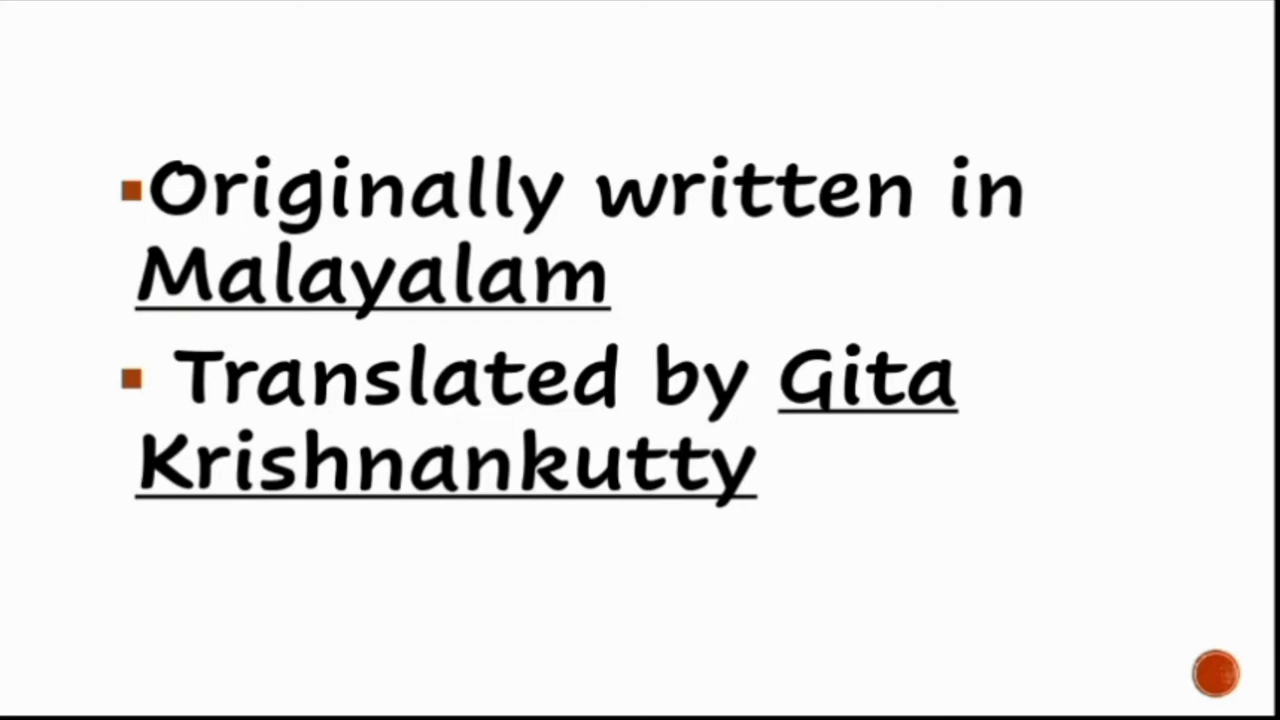 Originally written in
Malayalam
Translated by Gita
Krishnankutty